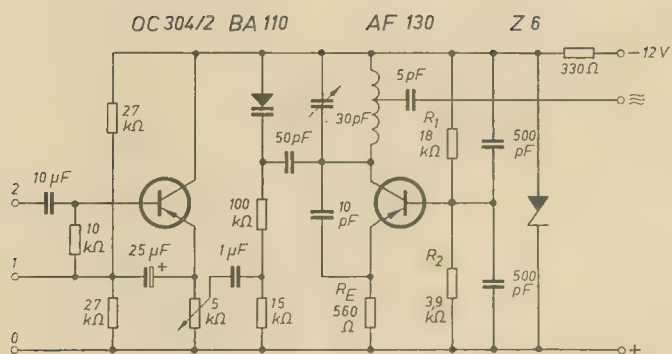 OC 304/2 BA 110 AF 130 Z 6
−12V
330Ω
≋
5pF
27 kΩ
30pF
R1 18 kΩ
500 pF
50pF
10 µF
2
100 kΩ
10 pF
10 kΩ
25 µF +
1 µF
R2 3,9 kΩ
500 pF
1
27 kΩ
5 kΩ
15 kΩ
RE 560 Ω
0
+